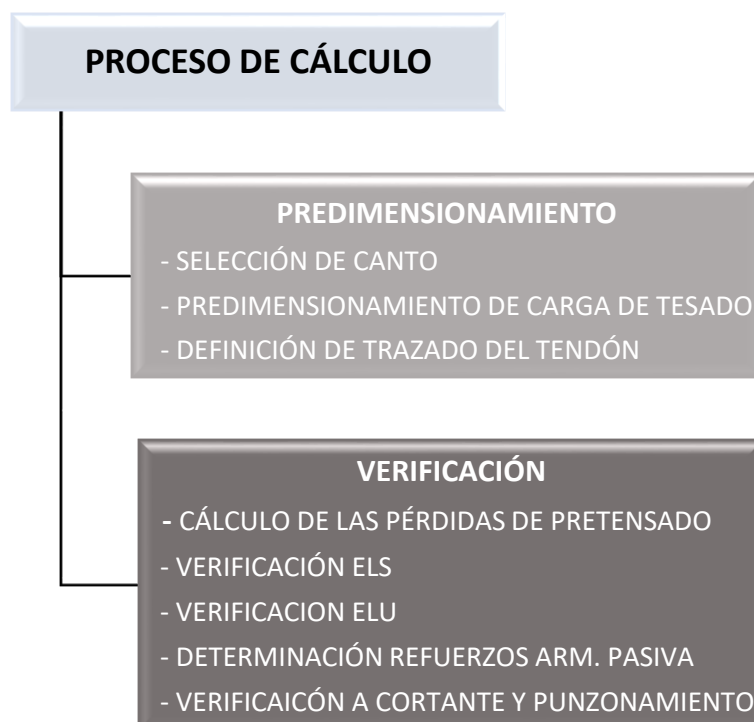 PROCESO DE CÁLCULO
PREDIMENSIONAMIENTO
- SELECCIÓN DE CANTO
- PREDIMENSIONAMIENTO DE CARGA DE TESADO
- DEFINICIÓN DE TRAZADO DEL TENDÓN
VERIFICACIÓN
- CÁLCULO DE LAS PÉRDIDAS DE PRETENSADO
- VERIFICACIÓN ELS
- VERIFICACION ELU
- DETERMINACIÓN REFUERZOS ARM. PASIVA
- VERIFICAICÓN A CORTANTE Y PUNZONAMIENTO